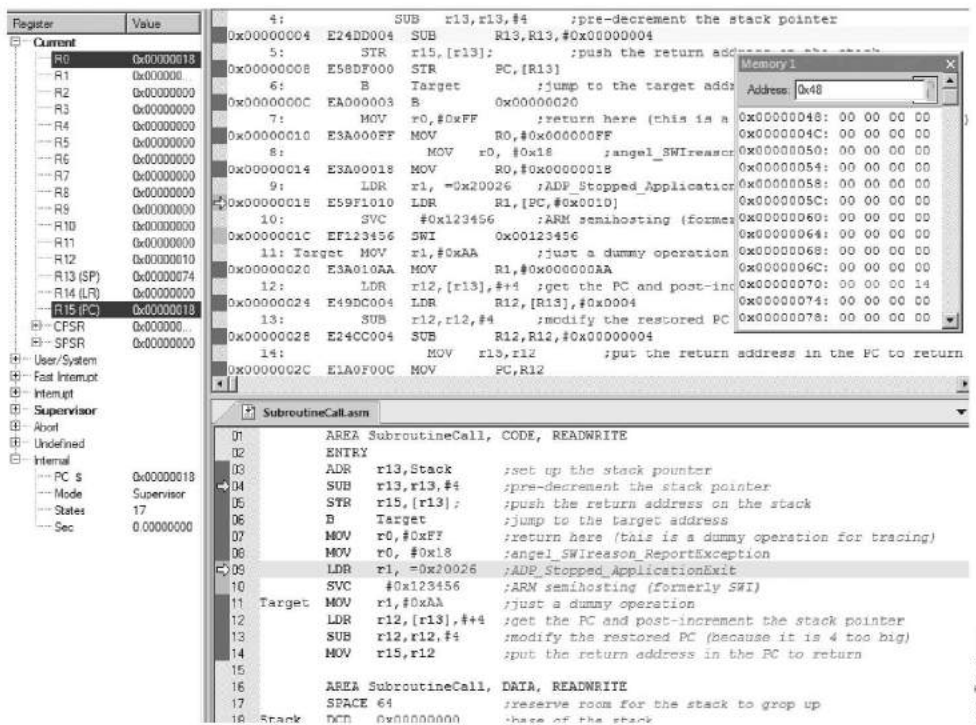 Register Value
Current
R0 0x00000018
R1 0x000000...
R2 0x00000000
R3 0x00000000
R4 0x00000000
R5 0x00000000
R6 0x00000000
R7 0x00000000
R8 0x00000000
R9 0x00000000
R10 0x00000000
R11 0x00000000
R12 0x00000010
R13 (SP) 0x00000074
R14 (LR) 0x00000000
R15 (PC) 0x00000018
CPSR 0x000000...
SPSR 0x00000000
User/System
Fast Interrupt
Interrupt
Supervisor
Abort
Undefined
Internal
PC $ 0x00000018
Mode Supervisor
States 17
Sec 0.00000000
4: SUB r13,r13,#4 ;pre-decrement the stack pointer
0x00000004 E24DD004 SUB R13,R13,#0x00000004
5: STR r15,[r13]; ;push the return address on the stack
0x00000008 E58DF000 STR PC,[R13]
6: B Target ;jump to the target addr
0x0000000C EA000003 B 0x00000020
7: MOV r0,#0xFF ;return here (this is a
0x00000010 E3A000FF MOV R0,#0x000000FF
8: MOV r0, #0x18 ;angel_SWIreason
0x00000014 E3A00018 MOV R0,#0x00000018
9: LDR r1, =0x20026 ;ADP_Stopped_Application
0x00000018 E59F1010 LDR R1,[PC,#0x0010]
10: SVC #0x123456 ;ARM semihosting (former
0x0000001C EF123456 SWI 0x00123456
11: Target MOV r1,#0xAA ;just a dummy operation
0x00000020 E3A010AA MOV R1,#0x000000AA
12: LDR r12,[r13],#+4 ;get the PC and post-inc
0x00000024 E49DC004 LDR R12,[R13],#0x0004
13: SUB r12,r12,#4 ;modify the restored PC
0x00000028 E24CC004 SUB R12,R12,#0x00000004
14: MOV r15,r12 ;put the return address in the PC to return
0x0000002C E1A0F00C MOV PC,R12
Memory 1
Address: 0x48
0x00000048: 00 00 00 00
0x0000004C: 00 00 00 00
0x00000050: 00 00 00 00
0x00000054: 00 00 00 00
0x00000058: 00 00 00 00
0x0000005C: 00 00 00 00
0x00000060: 00 00 00 00
0x00000064: 00 00 00 00
0x00000068: 00 00 00 00
0x0000006C: 00 00 00 00
0x00000070: 00 00 00 14
0x00000074: 00 00 00 00
0x00000078: 00 00 00 00
SubroutineCall.asm
01 AREA SubroutineCall, CODE, READWRITE
02 ENTRY
03 ADR r13,Stack ;set up the stack pounter
04 SUB r13,r13,#4 ;pre-decrement the stack pointer
05 STR r15,[r13]; ;push the return address on the stack
06 B Target ;jump to the target address
07 MOV r0,#0xFF ;return here (this is a dummy operation for tracing)
08 MOV r0, #0x18 ;angel_SWIreason_ReportException
09 LDR r1, =0x20026 ;ADP_Stopped_ApplicationExit
10 SVC #0x123456 ;ARM semihosting (formerly SWI)
11 Target MOV r1,#0xAA ;just a dummy operation
12 LDR r12,[r13],#+4 ;get the PC and post-increment the stack pointer
13 SUB r12,r12,#4 ;modify the restored PC (because it is 4 too big)
14 MOV r15,r12 ;put the return address in the PC to return
15
16 AREA SubroutineCall, DATA, READWRITE
17 SPACE 64 ;reserve room for the stack to grop up
18 Stack DCD 0x00000000 ;base of the stack